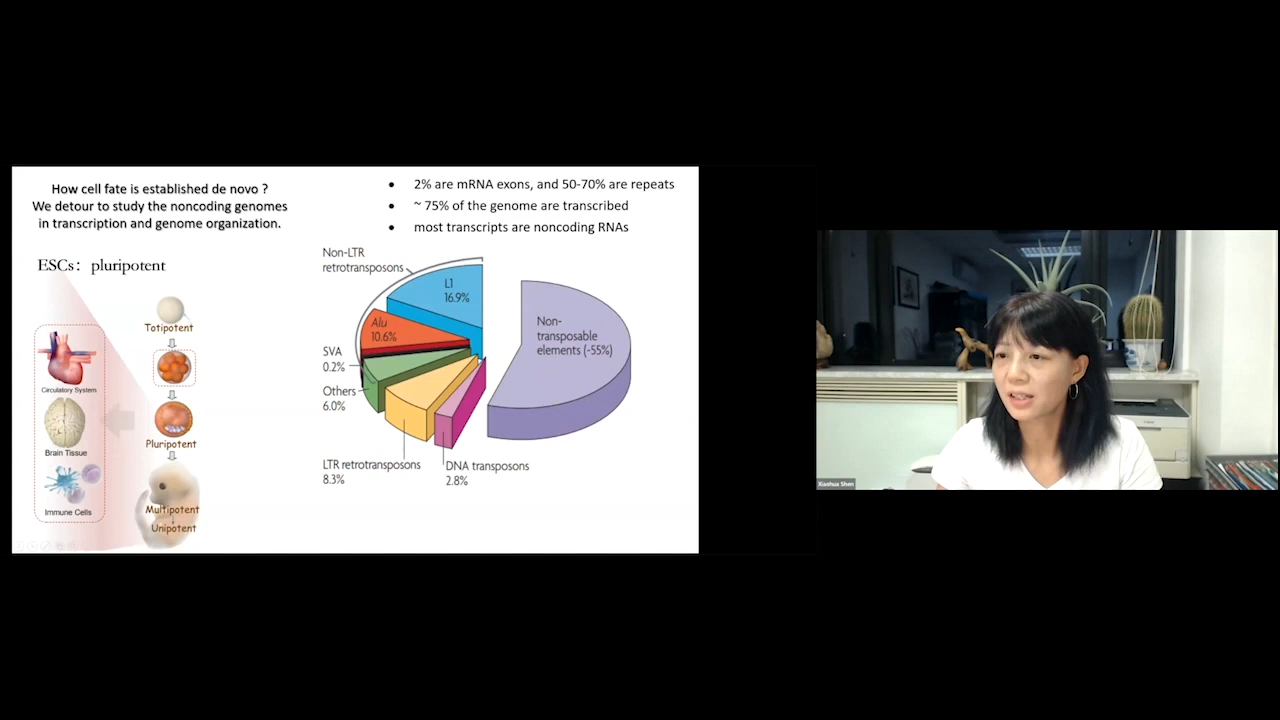 How cell fate is established de novo ?
We detour to study the noncoding genomes
in transcription and genome organization.
ESCs: pluripotent
Totipotent
Pluripotent
Multipotent
Unipotent
Circulatory System
Brain Tissue
Immune Cells
• 2% are mRNA exons, and 50-70% are repeats
• ~ 75% of the genome are transcribed
• most transcripts are noncoding RNAs
Non-LTR
retrotransposons
L1
16.9%
Alu
10.6%
SVA
0.2%
Others
6.0%
LTR retrotransposons
8.3%
DNA transposons
2.8%
Non-
transposable
elements (~55%)
Xiaohua Shen